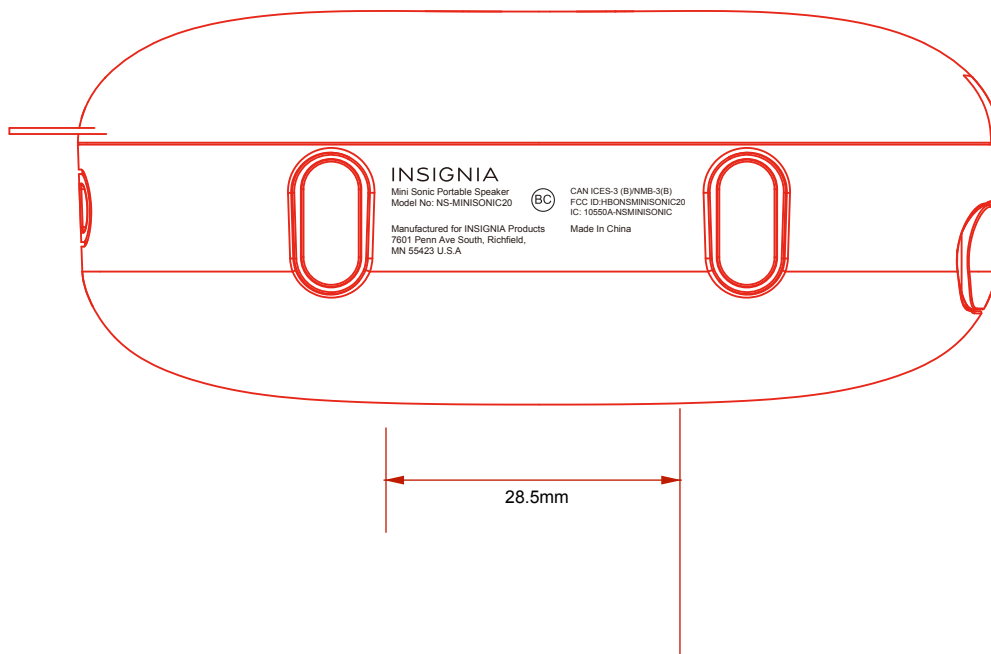 INSIGNIA
Mini Sonic Portable Speaker
Model No: NS-MINISONIC20
Manufactured for INSIGNIA Products
7601 Penn Ave South, Richfield,
MN 55423 U.S.A
BC
CAN ICES-3 (B)/NMB-3(B)
FCC ID:HBONSMINISONIC20
IC: 10550A-NSMINISONIC
Made In China
28.5mm